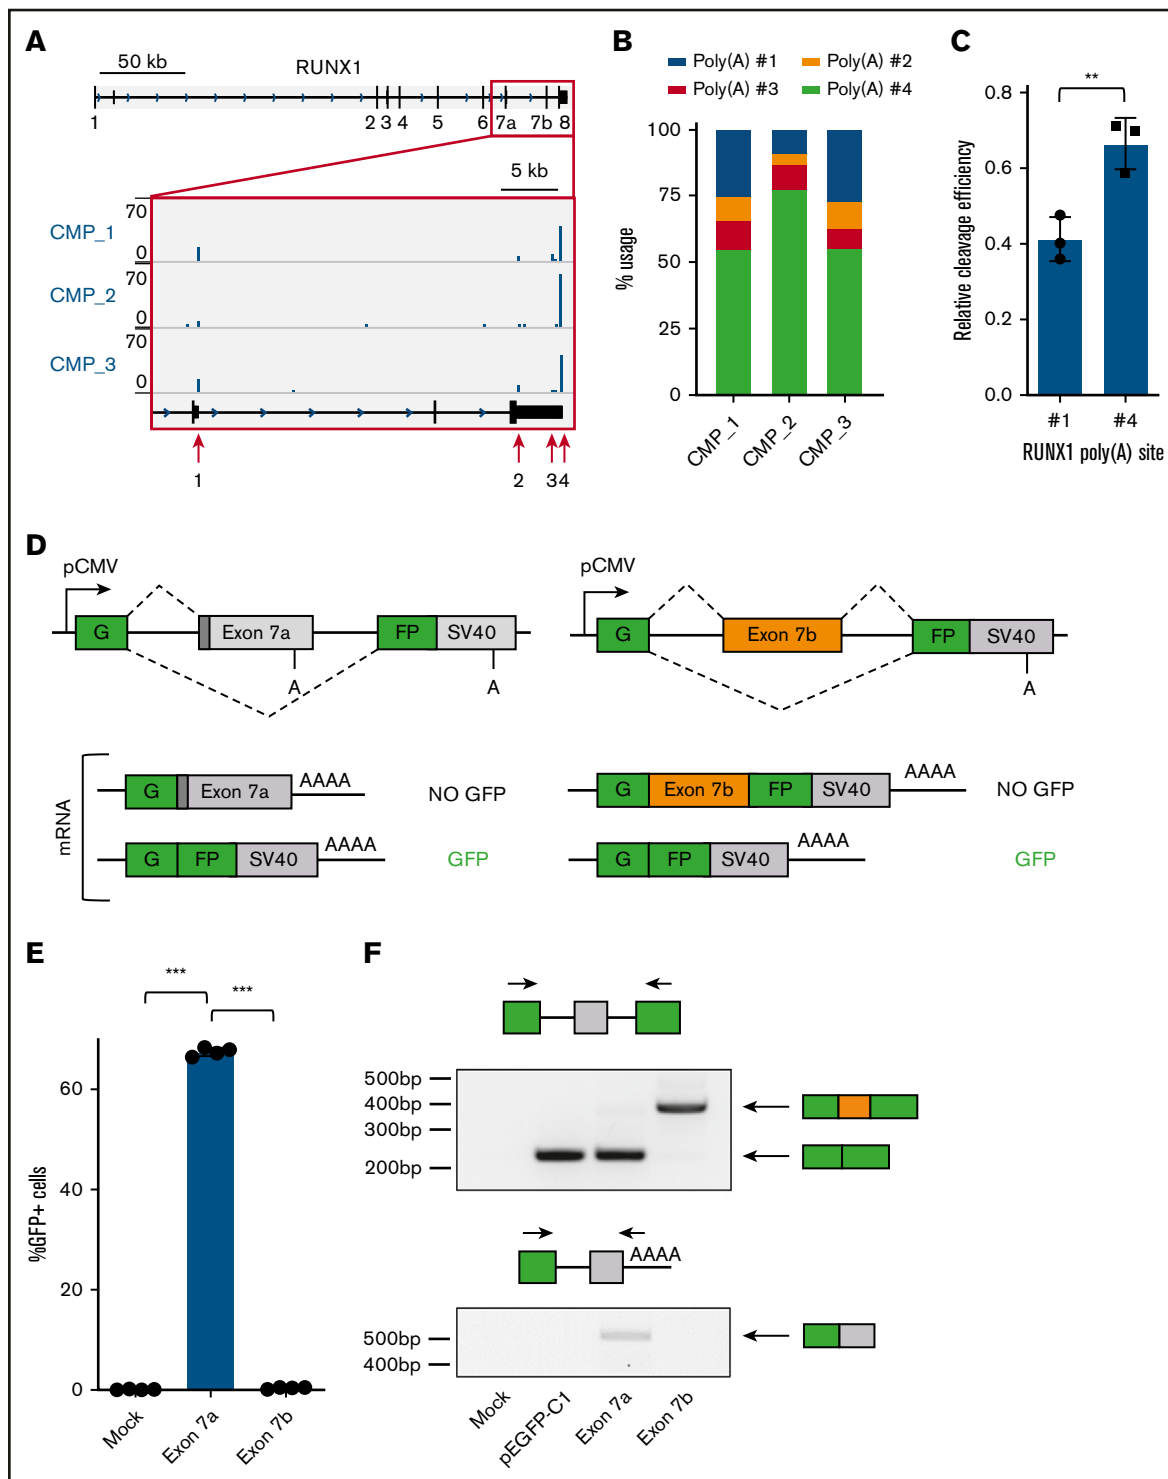 A
50 kb
RUNX1
1 2 3 4 5 6 7a 7b 8
5 kb
70
CMP_1
0
70
CMP_2
0
70
CMP_3
0
1 2 3 4
B
Poly(A) #1 Poly(A) #2
Poly(A) #3 Poly(A) #4
% usage
100
75
50
25
0
CMP_1 CMP_2 CMP_3
C
**
Relative cleavage efficiency
0.8
0.6
0.4
0.2
0.0
#1 #4
RUNX1 poly(A) site
D
pCMV
G Exon 7a FP SV40
A A
pCMV
G Exon 7b FP SV40
A
mRNA
AAAA
G Exon 7a NO GFP
AAAA
G FP SV40 GFP
AAAA
G Exon 7b FP SV40 NO GFP
AAAA
G FP SV40 GFP
E
*** ***
%GFP+ cells
60
40
20
0
Mock Exon 7a Exon 7b
F
500bp
400bp
300bp
200bp
AAAA
500bp
400bp
Mock pEGFP-C1 Exon 7a Exon 7b